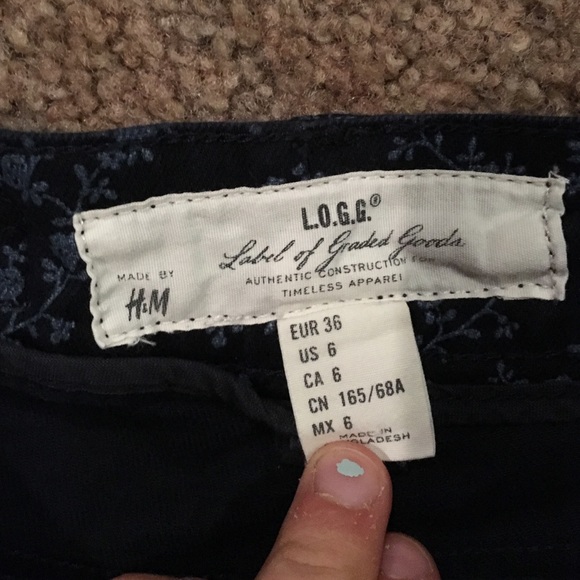 L.O.G.G.®
Label of Graded Goods
MADE BY
H&M
AUTHENTIC CONSTRUCTION FOR
TIMELESS APPAREL
EUR 36
US 6
CA 6
CN 165/68A
MX 6
MADE IN